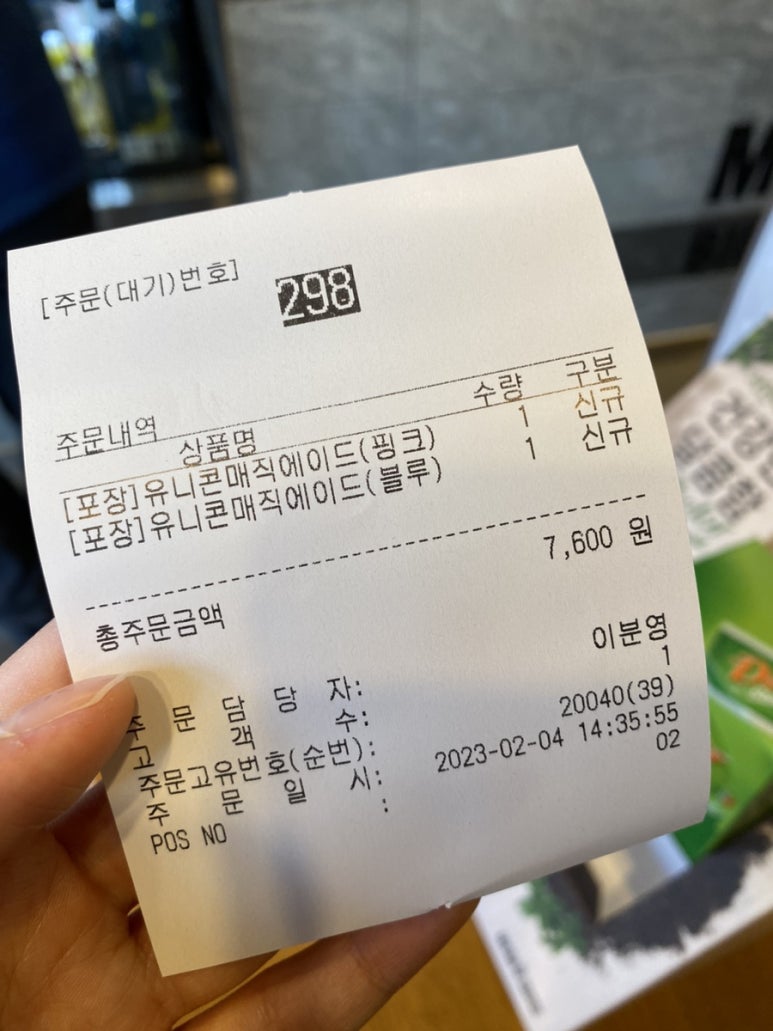 [주문(대기)번호] 298
주문내역
상품명 수량 구분
[포장]유니콘매직에이드(핑크) 1 신규
[포장]유니콘매직에이드(블루) 1 신규
총주문금액 7,600 원
주 문 담 당 자: 이분영
고 객 수: 1
주문고유번호(순번): 20040(39)
주 문 일 시: 2023-02-04 14:35:55
POS NO : 02
M